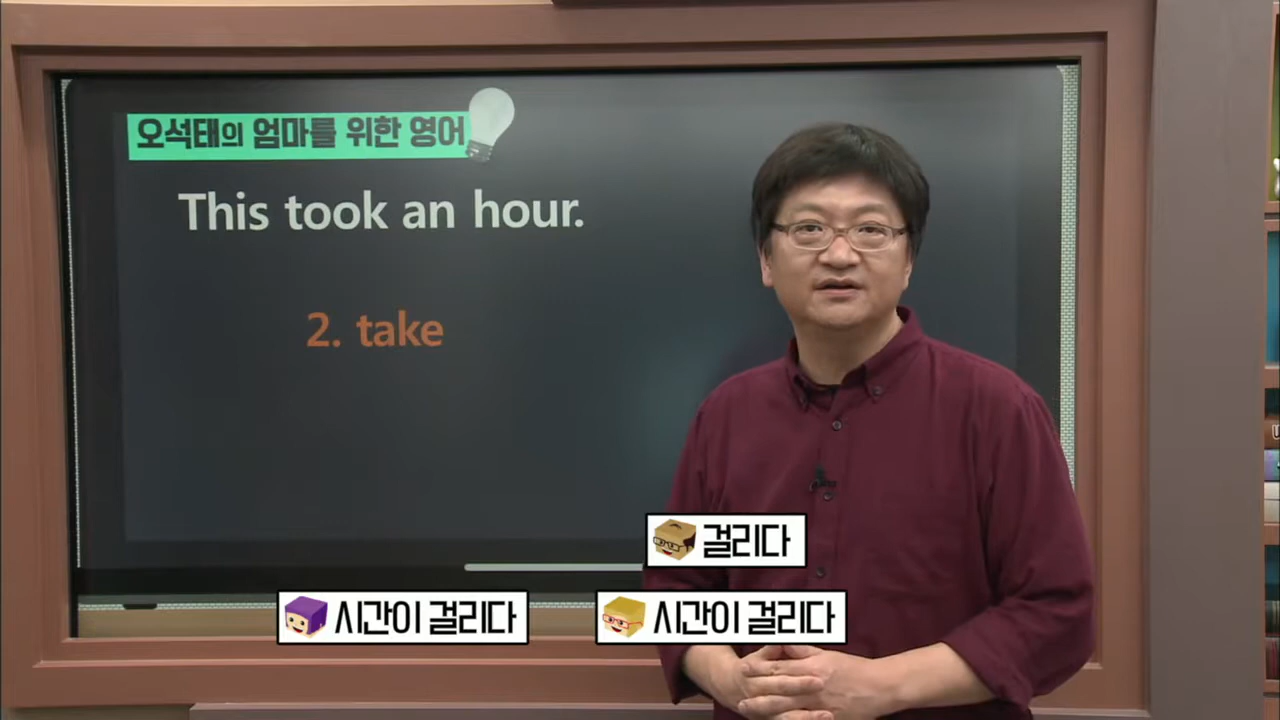 오석태의 엄마를 위한 영어
This took an hour.
2. take
걸리다
시간이 걸리다
시간이 걸리다